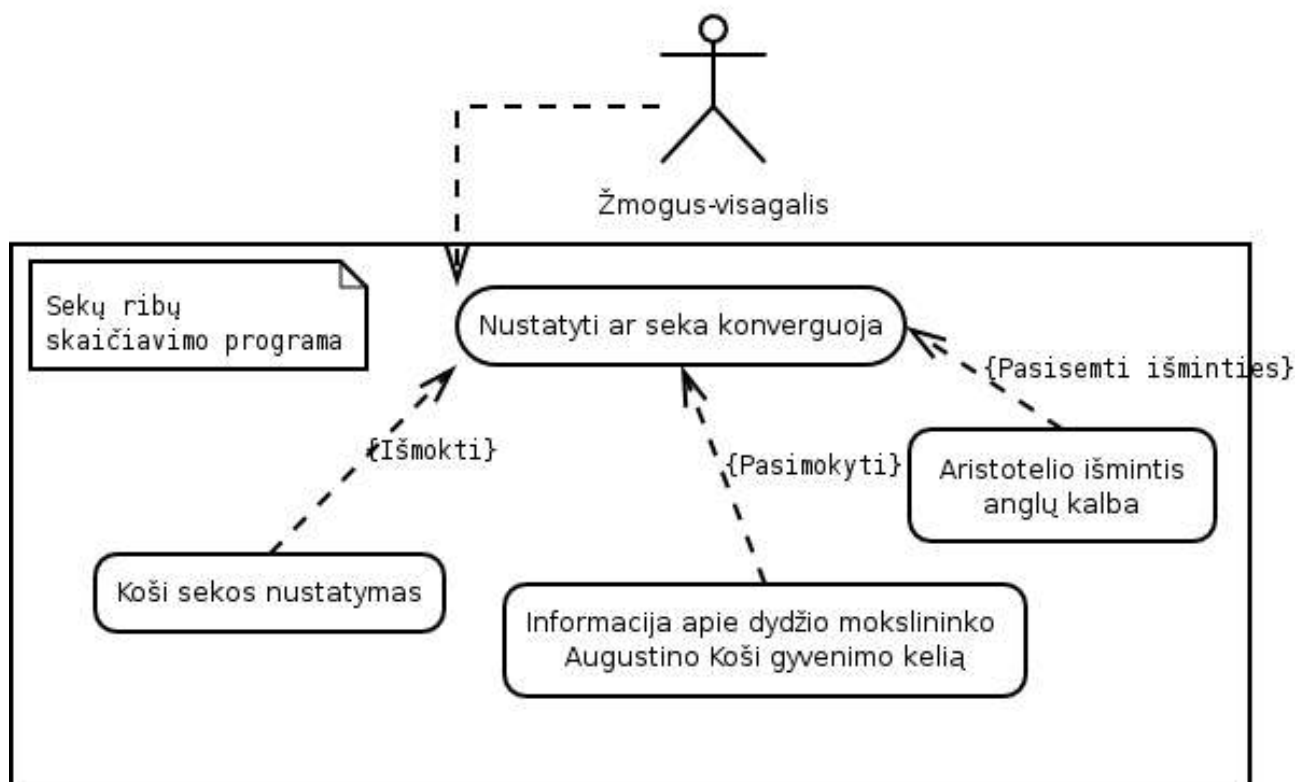 Žmogus-visagalis
Sekų ribų
skaičiavimo programa
Nustatyti ar seka konverguoja
{Pasisemti išminties}
{Išmokti}
{Pasimokyti}
Aristotelio išmintis
anglų kalba
Koši sekos nustatymas
Informacija apie dydžio mokslininko
Augustino Koši gyvenimo kelią